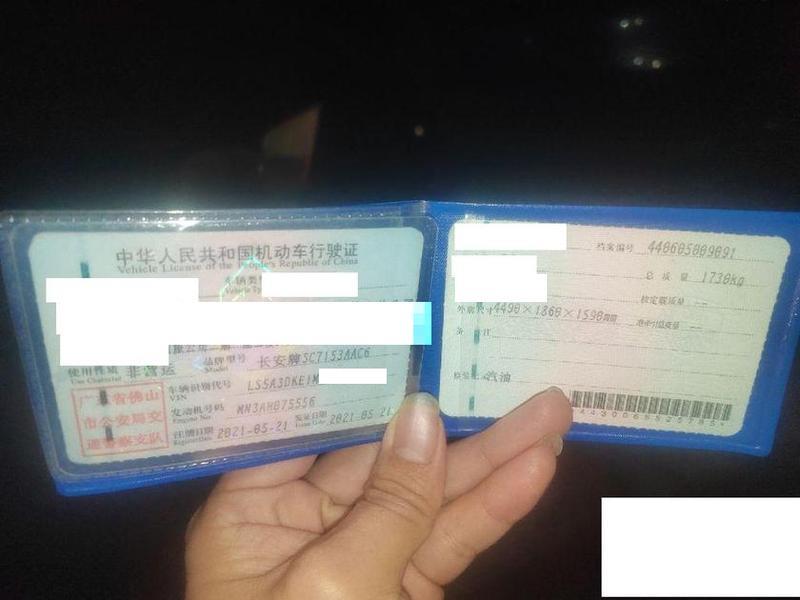 中华人民共和国机动车行驶证
Vehicle License of the People's Republic of China
车辆类
Vehicle
使用性质 非营运
Use Character
品牌型号 长安牌SC7153AAC6
Model
车辆识别代号 LS5A3DKE1M
VIN
发动机号码 WN3AH075556
Engine No
注册日期 2021-05-21 发证日期 2021-05-21
Register Date Issue Date
广东省佛山
市公安局交
通警察支队
档案编号 440605009091
总质量 1730kg
核定载质量 --
外廓尺寸 4490×1860×1590mm 准牵引总质量 --
备注
检验 汽油